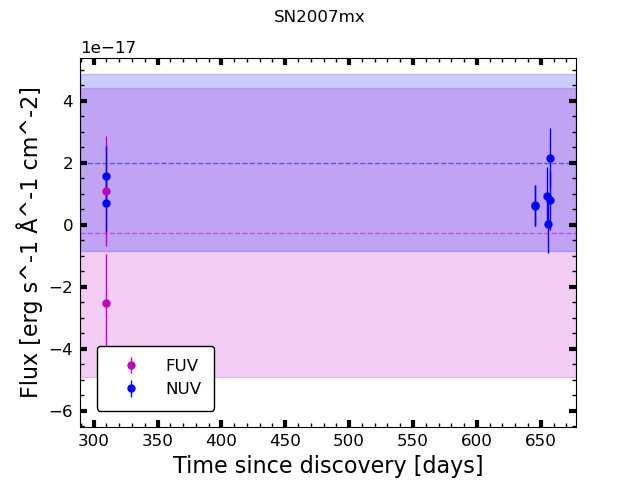 SN2007mx
1e−17
Flux [erg s^-1 Å^-1 cm^-2]
4
2
0
−2
−4
−6
FUV
NUV
300 350 400 450 500 550 600 650
Time since discovery [days]